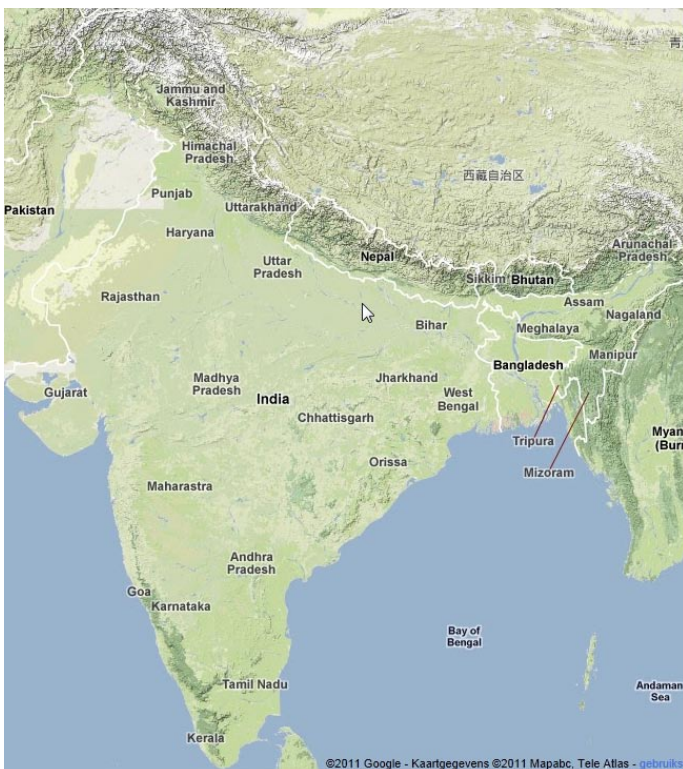 青
Jammu and
Kashmir
Himachal
Pradesh
西藏自治区
Punjab
Pakistan
Uttarakhand
Haryana
Arunachal
Pradesh
Nepal
Uttar
Pradesh
Sikkim
Bhutan
Rajasthan
Assam
Nagaland
Bihar
Meghalaya
Manipur
Bangladesh
Madhya
Pradesh
Jharkhand
Gujarat
India
West
Bengal
Chhattisgarh
Myan
(Burr
Tripura
Orissa
Mizoram
Maharastra
Andhra
Pradesh
Goa
Karnataka
Bay of
Bengal
Tamil Nadu
Andaman
Sea
Kerala
©2011 Google - Kaartgegevens ©2011 Mapabc, Tele Atlas - gebruiks